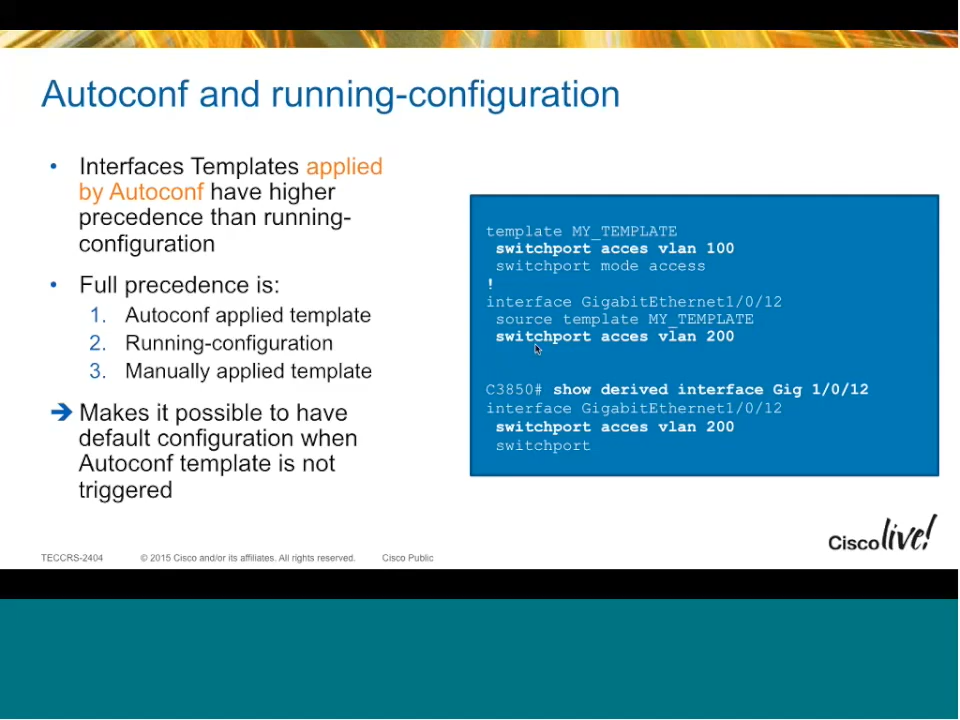 Autoconf and running-configuration
• Interfaces Templates applied
by Autoconf have higher
precedence than running-
configuration
• Full precedence is:
1. Autoconf applied template
2. Running-configuration
3. Manually applied template
➔ Makes it possible to have
default configuration when
Autoconf template is not
triggered
template MY_TEMPLATE
switchport acces vlan 100
switchport mode access
!
interface GigabitEthernet1/0/12
source template MY_TEMPLATE
switchport acces vlan 200
C3850# show derived interface Gig 1/0/12
interface GigabitEthernet1/0/12
switchport acces vlan 200
switchport
Cisco live!
TECCRS-2404 © 2015 Cisco and/or its affiliates. All rights reserved. Cisco Public